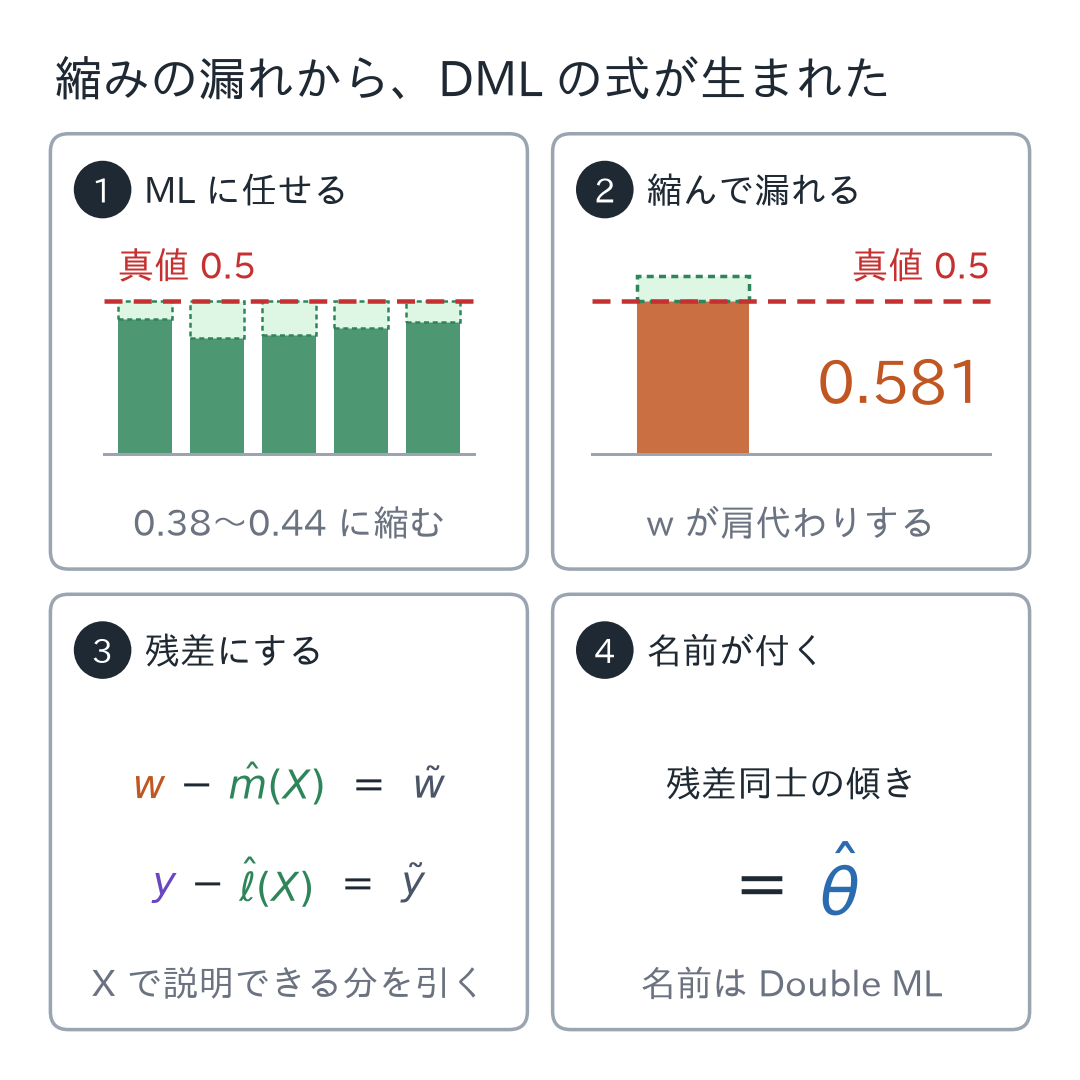 縮みの漏れから、DML の式が生まれた
1 ML に任せる
真値 0.5
0.38〜0.44 に縮む
2 縮んで漏れる
真値 0.5
0.581
w が肩代わりする
3 残差にする
w − m̂(X) = w̃
y − ℓ̂(X) = ỹ
X で説明できる分を引く
4 名前が付く
残差同士の傾き
= θ̂
名前は Double ML